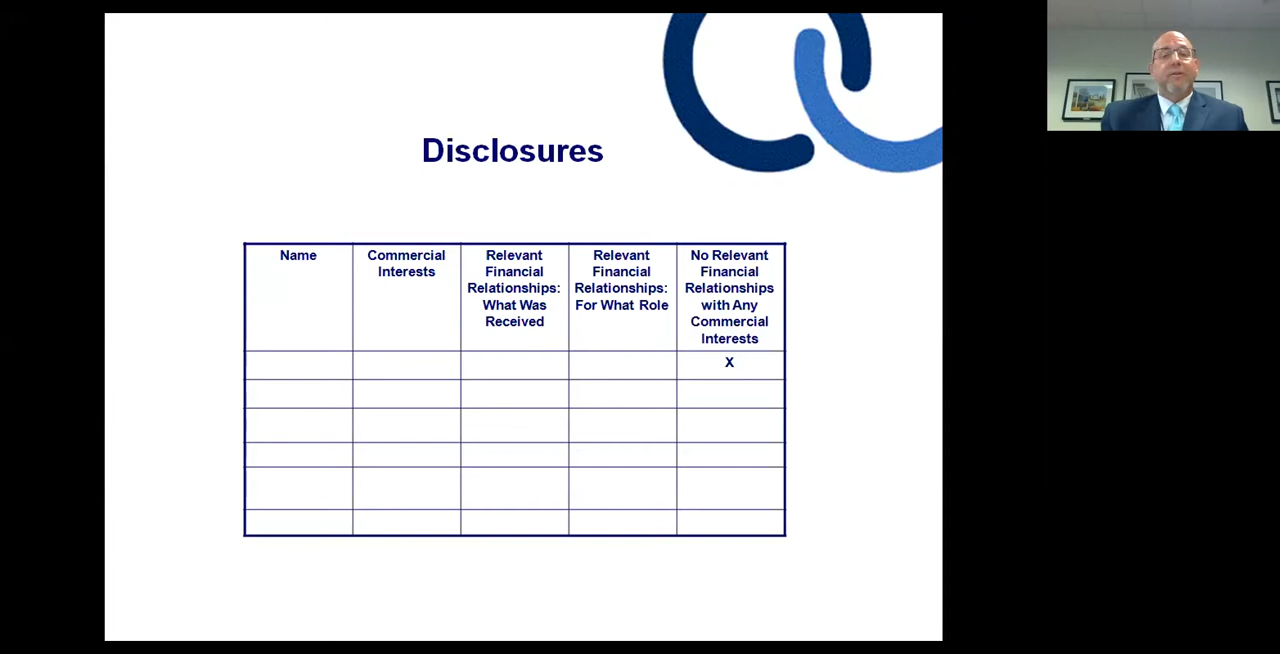 Disclosures
Name
Commercial
Interests
Relevant
Financial
Relationships:
What Was
Received
Relevant
Financial
Relationships:
For What Role
No Relevant
Financial
Relationships
with Any
Commercial
Interests
X